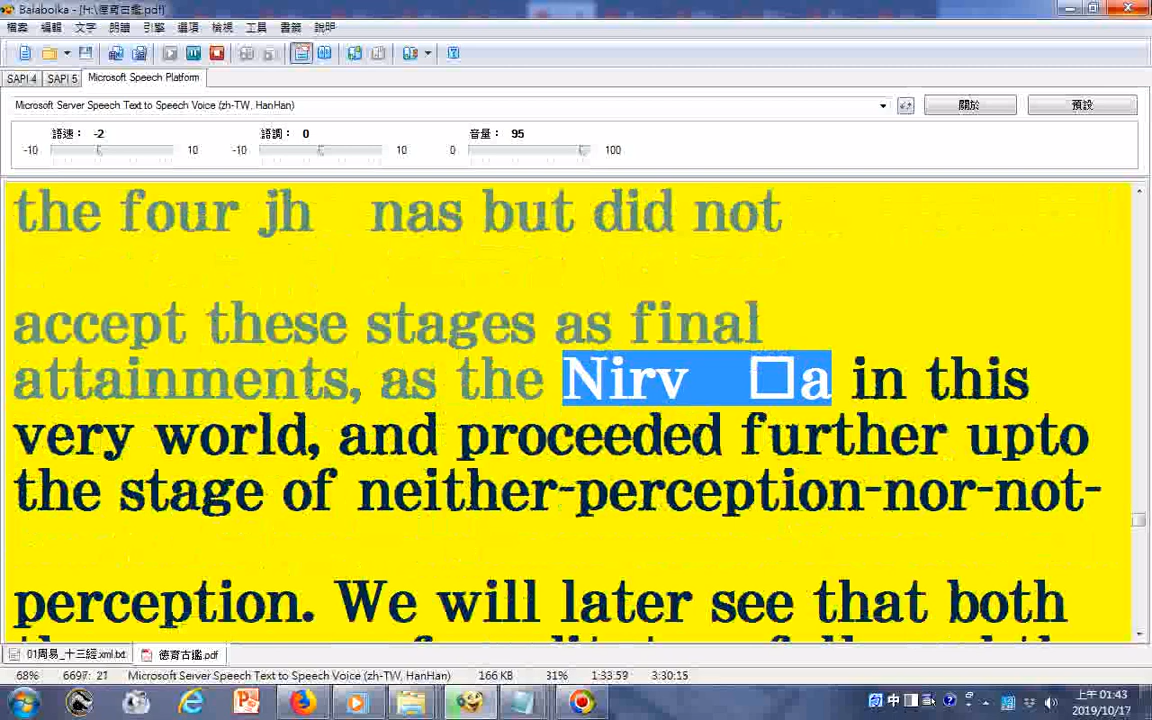 Balabolka - [H:\德育古鑑.pdf]
檔案 編輯 文字 朗讀 引擎 選項 檢視 工具 書籤 說明
SAPI 4 SAPI 5 Microsoft Speech Platform
Microsoft Server Speech Text to Speech Voice (zh-TW, HanHan) 關於 預設
語速： -2 語調： 0 音量： 95
-10 10 -10 10 0 100
the four jh nas but did not
accept these stages as final
attainments, as the Nirv □a in this
very world, and proceeded further upto
the stage of neither-perception-nor-not-
perception. We will later see that both
01周易_十三經.xml.txt 德育古鑑.pdf
68% 6697: 21 Microsoft Server Speech Text to Speech Voice (zh-TW, HanHan) 166 KB 31% 1:33:59 3:30:15
中 上午 01:43
2019/10/17